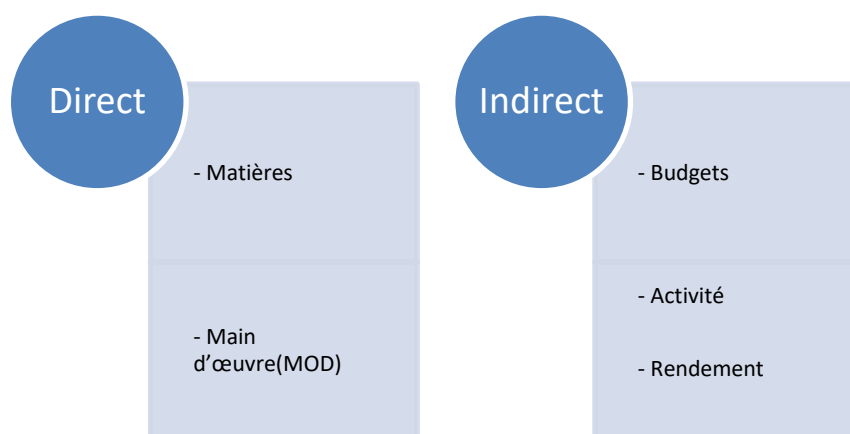 Direct
- Matières
- Main
d'œuvre(MOD)
Indirect
- Budgets
- Activité
- Rendement